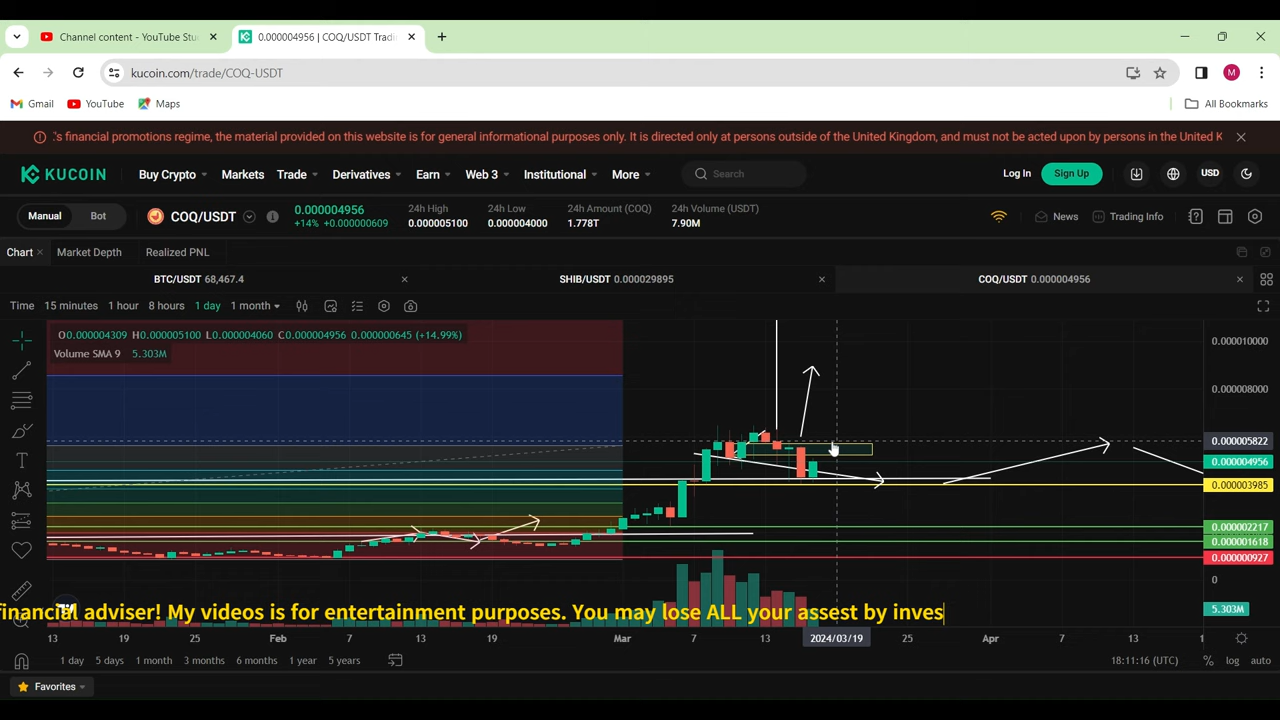 Channel content - YouTube Stu
0.000004956 | COQ/USDT Tradi
kucoin.com/trade/COQ-USDT
M
Gmail
YouTube
Maps
All Bookmarks
.'s financial promotions regime, the material provided on this website is for general informational purposes only. It is directed only at persons outside of the United Kingdom, and must not be acted upon by persons in the United K
KUCOIN
Buy Crypto
Markets
Trade
Derivatives
Earn
Web 3
Institutional
More
Search
Log In
Sign Up
USD
Manual
Bot
COQ/USDT
0.000004956
+14% +0.000000609
24h High
0.000005100
24h Low
0.000004000
24h Amount (COQ)
1.778T
24h Volume (USDT)
7.90M
News
Trading Info
Chart
Market Depth
Realized PNL
BTC/USDT 68,467.4
SHIB/USDT 0.000029895
COQ/USDT 0.000004956
Time
15 minutes
1 hour
8 hours
1 day
1 month
O0.000004309 H0.000005100 L0.000004060 C0.000004956 0.000000645 (+14.99%)
Volume SMA 9 5.303M
0.000010000
0.000008000
0.000005822
0.000004956
0.000003985
0.000002217
0.000001618
0.000000927
0
5.303M
financial adviser! My videos is for entertainment purposes. You may lose ALL your assest by inves
13
19
25
Feb
7
13
19
Mar
7
13
2024/03/19
25
Apr
7
13
1
1 day
5 days
1 month
3 months
6 months
1 year
5 years
18:11:16 (UTC)
%
log
auto
Favorites